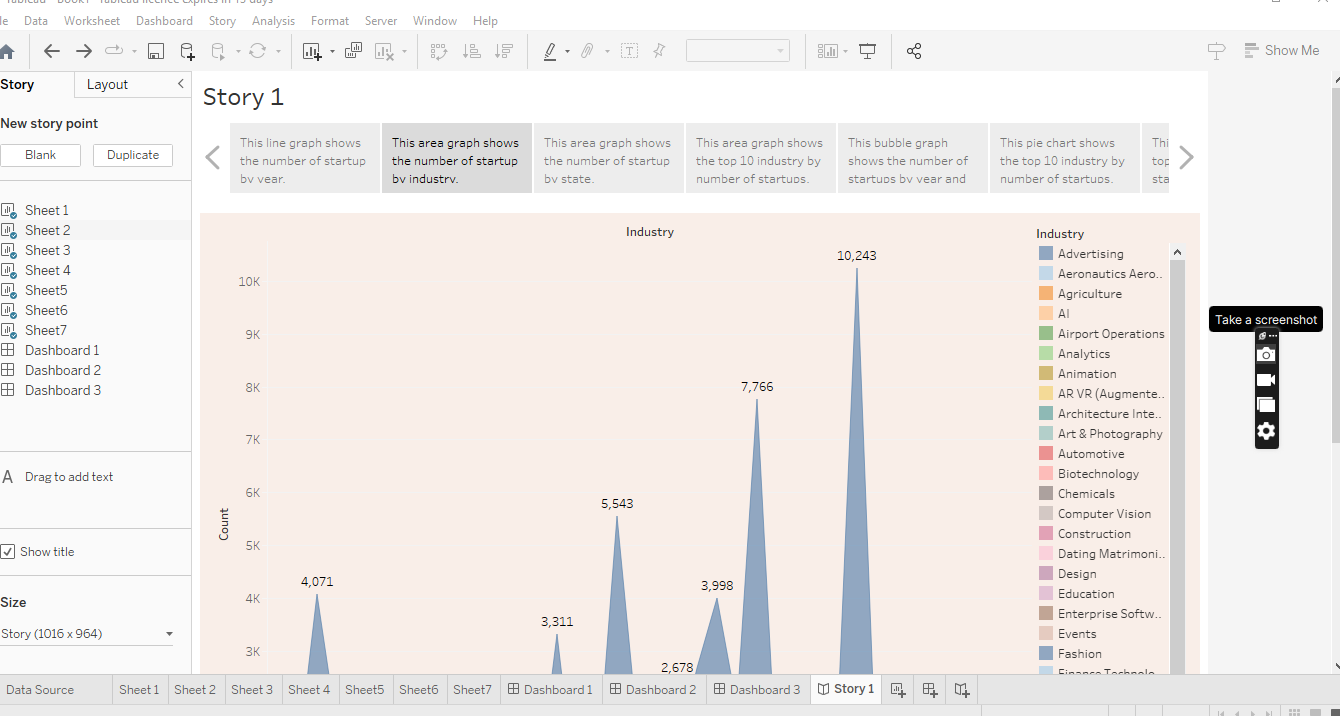 Tableau - Book1 - Tableau licence expires in 13 days
Data Worksheet Dashboard Story Analysis Format Server Window Help
Show Me
Story Layout
New story point
Blank Duplicate
Sheet 1
Sheet 2
Sheet 3
Sheet 4
Sheet5
Sheet6
Sheet7
Dashboard 1
Dashboard 2
Dashboard 3
A Drag to add text
Show title
Size
Story (1016 x 964)
Story 1
This line graph shows
the number of startup
by year.
This area graph shows
the number of startup
by industry.
This area graph shows
the number of startup
by state.
This area graph shows
the top 10 industry by
number of startups.
This bubble graph
shows the number of
startups by year and
This pie chart shows
the top 10 industry by
number of startups.
Thi
top
sta
Industry
10K
9K
8K
7K
6K
5K
4K
3K
Count
4,071
3,311
5,543
2,678
3,998
7,766
10,243
Industry
Advertising
Aeronautics Aero..
Agriculture
AI
Airport Operations
Analytics
Animation
AR VR (Augmente..
Architecture Inte..
Art & Photography
Automotive
Biotechnology
Chemicals
Computer Vision
Construction
Dating Matrimoni..
Design
Education
Enterprise Softw..
Events
Fashion
Finance Technolo..
Take a screenshot
Data Source Sheet 1 Sheet 2 Sheet 3 Sheet 4 Sheet5 Sheet6 Sheet7 Dashboard 1 Dashboard 2 Dashboard 3 Story 1